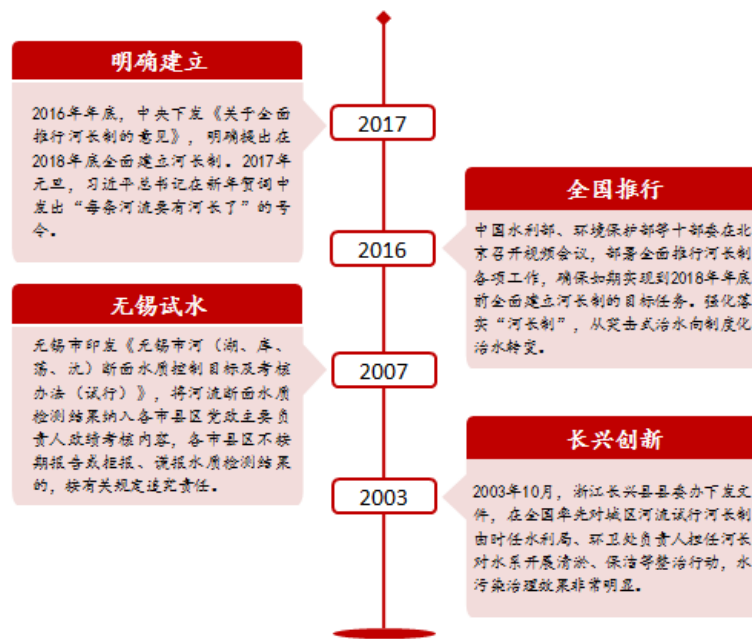 明确建立
2016年年底，中央下发《关于全面
推行河长制的意见》，明确提出在
2018年底全面建立河长制。2017年
元旦，习近平总书记在新年贺词中
发出“每条河流要有河长了”的号
令。
2017
全国推行
中国水利部、环境保护部等十部委在北
京召开视频会议，部署全面推行河长制
各项工作，确保如期实现到2018年年底
前全面建立河长制的目标任务。强化落
实“河长制”，从突击式治水向制度化
治水转变。
2016
无锡试水
无锡市印发《无锡市河（湖、库、
荡、氿）断面水质控制目标及考核
办法（试行）》，将河流断面水质
检测结果纳入各市县区党政主要负
责人政绩考核内容，各市县区不按
期报告或拒报、谎报水质检测结果
的，按有关规定追究责任。
2007
长兴创新
2003年10月，浙江长兴县县委办下发文
件，在全国率先对城区河流试行河长制
由时任水利局、环卫处负责人担任河长
对水系开展清淤、保洁等整治行动，水
污染治理效果非常明显。
2003